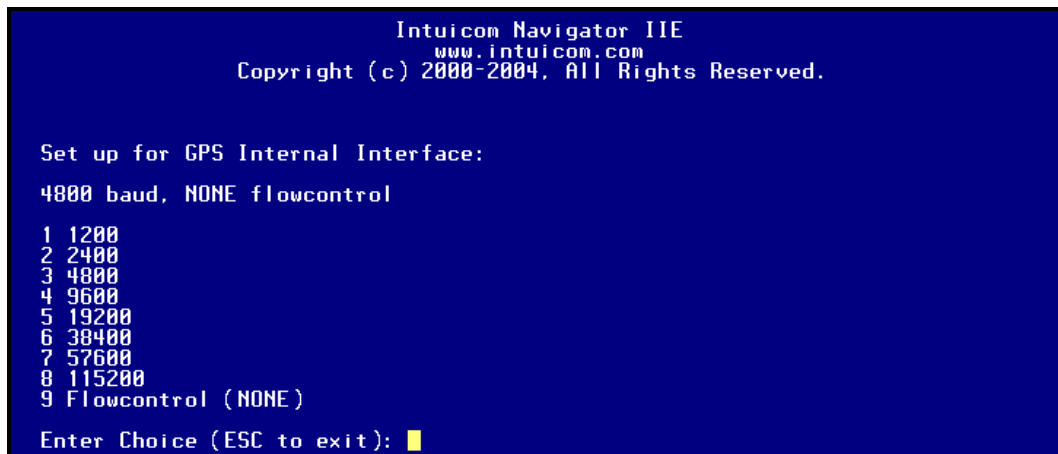 Intuicom Navigator IIE
www.intuicom.com
Copyright (c) 2000-2004, All Rights Reserved.
Set up for GPS Internal Interface:
4800 baud, NONE flowcontrol
1 1200
2 2400
3 4800
4 9600
5 19200
6 38400
7 57600
8 115200
9 Flowcontrol (NONE)
Enter Choice (ESC to exit):